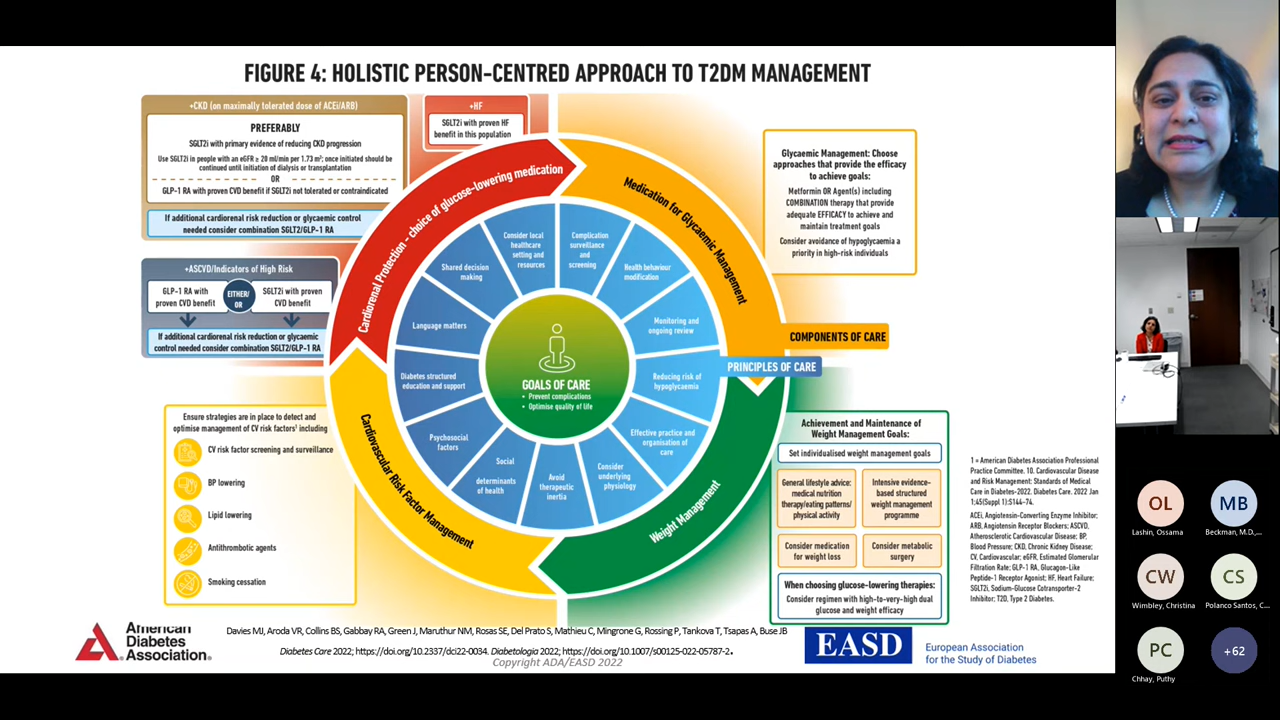 FIGURE 4: HOLISTIC PERSON-CENTRED APPROACH TO T2DM MANAGEMENT
+CKD (on maximally tolerated dose of ACEi/ARB)
PREFERABLY
SGLT2i with primary evidence of reducing CKD progression
Use SGLT2i in people with an eGFR ≥ 20 ml/min per 1.73 m²; once initiated should be
continued until initiation of dialysis or transplantation
OR
GLP-1 RA with proven CVD benefit if SGLT2i not tolerated or contraindicated
If additional cardiorenal risk reduction or glycaemic control
needed consider combination SGLT2/GLP-1 RA
+HF
SGLT2i with proven HF
benefit in this population
+ASCVD/Indicators of High Risk
GLP-1 RA with
proven CVD benefit
EITHER/
OR
SGLT2i with proven
CVD benefit
If additional cardiorenal risk reduction or glycaemic
control needed consider combination SGLT2/GLP-1 RA
Ensure strategies are in place to detect and
optimise management of CV risk factors¹ including
CV risk factor screening and surveillance
BP lowering
Lipid lowering
Antithrombotic agents
Smoking cessation
Cardiorenal Protection - choice of glucose-lowering medication
Medication for Glycaemic Management
Weight Management
Cardiovascular Risk Factor Management
Consider local
healthcare
setting and
resources
Complication
surveillance
and
screening
Health behaviour
modification
Monitoring and
ongoing review
Reducing risk of
hypoglycaemia
Effective practice and
organisation of
care
Consider
underlying
physiology
Avoid
therapeutic
inertia
Social
determinants
of health
Psychosocial
factors
Diabetes structured
education and support
Language matters
Shared decision
making
GOALS OF CARE
• Prevent complications
• Optimise quality of life
Glycaemic Management: Choose
approaches that provide the efficacy
to achieve goals:
Metformin OR Agent(s) including
COMBINATION therapy that provide
adequate EFFICACY to achieve and
maintain treatment goals
Consider avoidance of hypoglycaemia a
priority in high-risk individuals
COMPONENTS OF CARE
PRINCIPLES OF CARE
Achievement and Maintenance of
Weight Management Goals:
Set individualised weight management goals
General lifestyle advice:
medical nutrition
therapy/eating patterns/
physical activity
Intensive evidence-
based structured
weight management
programme
Consider medication
for weight loss
Consider metabolic
surgery
When choosing glucose-lowering therapies:
Consider regimen with high-to-very-high dual
glucose and weight efficacy
1 = American Diabetes Association Professional
Practice Committee. 10. Cardiovascular Disease
and Risk Management: Standards of Medical
Care in Diabetes-2022. Diabetes Care. 2022 Jan
1;45(Suppl 1):S144-74.
ACEi, Angiotensin-Converting Enzyme Inhibitor;
ARB, Angiotensin Receptor Blockers; ASCVD,
Atherosclerotic Cardiovascular Disease; BP,
Blood Pressure; CKD, Chronic Kidney Disease;
CV, Cardiovascular; eGFR, Estimated Glomerular
Filtration Rate; GLP-1 RA, Glucagon-Like
Peptide-1 Receptor Agonist; HF, Heart Failure;
SGLT2i, Sodium-Glucose Cotransporter-2
Inhibitor; T2D, Type 2 Diabetes.
American
Diabetes
Association.
Davies MJ, Aroda VR, Collins BS, Gabbay RA, Green J, Maruthur NM, Rosas SE, Del Prato S, Mathieu C, Mingrone G, Rossing P, Tankova T, Tsapas A, Buse JB
Diabetes Care 2022; https://doi.org/10.2337/dci22-0034. Diabetologia 2022; https://doi.org/10.1007/s00125-022-05787-2.
Copyright ADA/EASD 2022
EASD
European Association
for the Study of Diabetes
OL
Lashin, Ossama
MB
Beckman, M.D.,...
CW
Wimbley, Christina
CS
Polanco Santos, C...
PC
Chhay, Puthy
+62